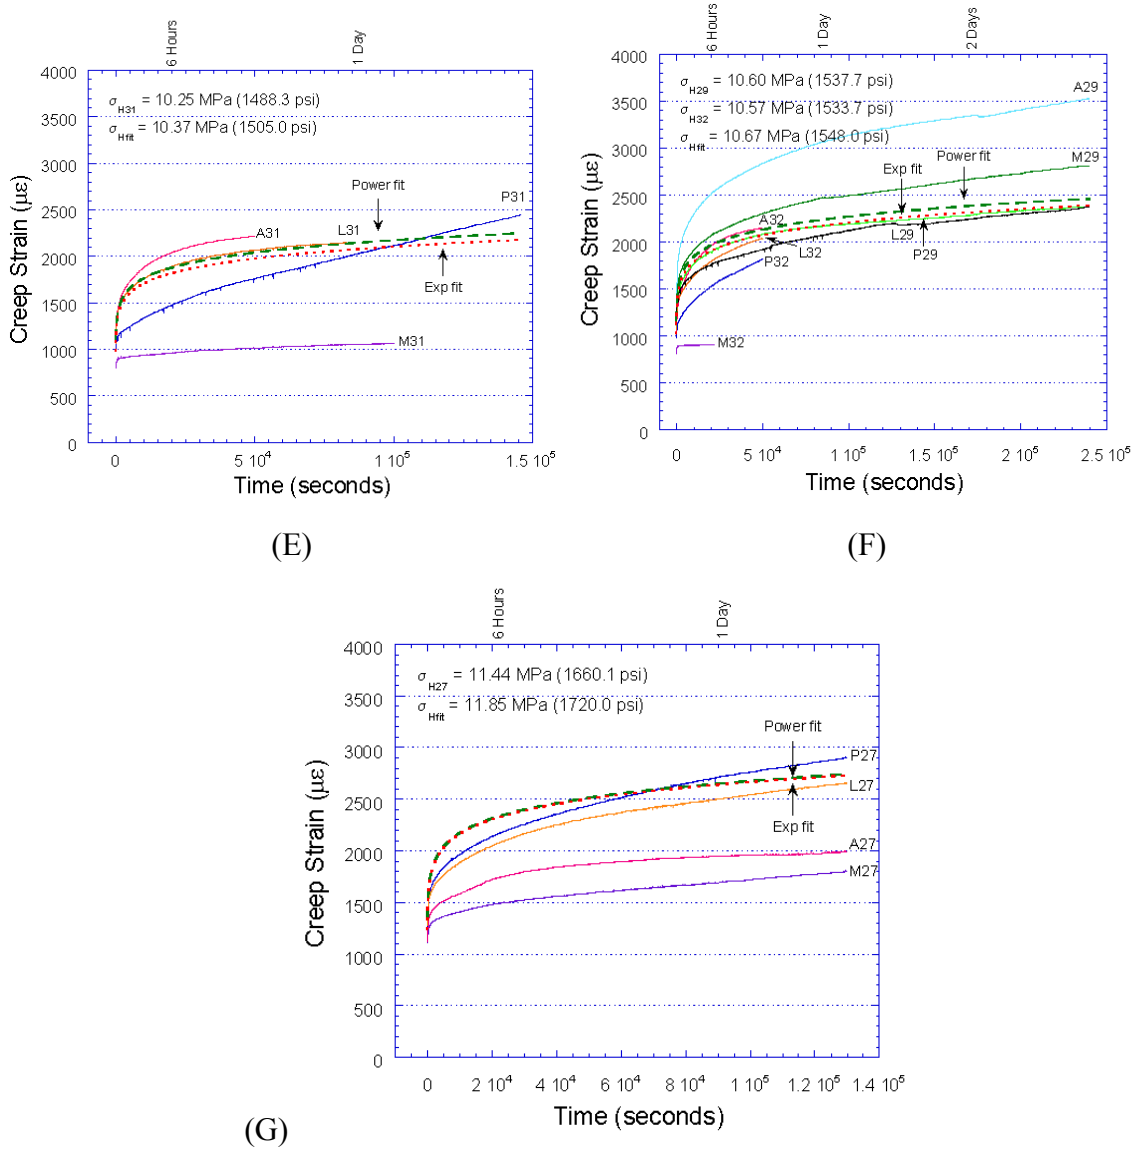 6 Hours
1 Day
4000
3500
3000
2500
2000
1500
1000
500
0
Creep Strain (με)
σH31 = 10.25 MPa (1488.3 psi)
σHfit = 10.37 MPa (1505.0 psi)
Power fit
P31
A31
L31
Exp fit
M31
0
5 10⁴
1 10⁵
1.5 10⁵
Time (seconds)
(E)
6 Hours
1 Day
2 Days
4000
3500
3000
2500
2000
1500
1000
500
0
Creep Strain (με)
σH29 = 10.60 MPa (1537.7 psi)
σH32 = 10.57 MPa (1533.7 psi)
σHfit = 10.67 MPa (1548.0 psi)
A29
Power fit
Exp fit
M29
A32
L29
L32
P29
P32
M32
0
5 10⁴
1 10⁵
1.5 10⁵
2 10⁵
2.5 10⁵
Time (seconds)
(F)
6 Hours
1 Day
4000
3500
3000
2500
2000
1500
1000
500
0
Creep Strain (με)
σH27 = 11.44 MPa (1660.1 psi)
σHfit = 11.85 MPa (1720.0 psi)
Power fit
P27
L27
Exp fit
A27
M27
0
2 10⁴
4 10⁴
6 10⁴
8 10⁴
1 10⁵
1.2 10⁵
1.4 10⁵
Time (seconds)
(G)